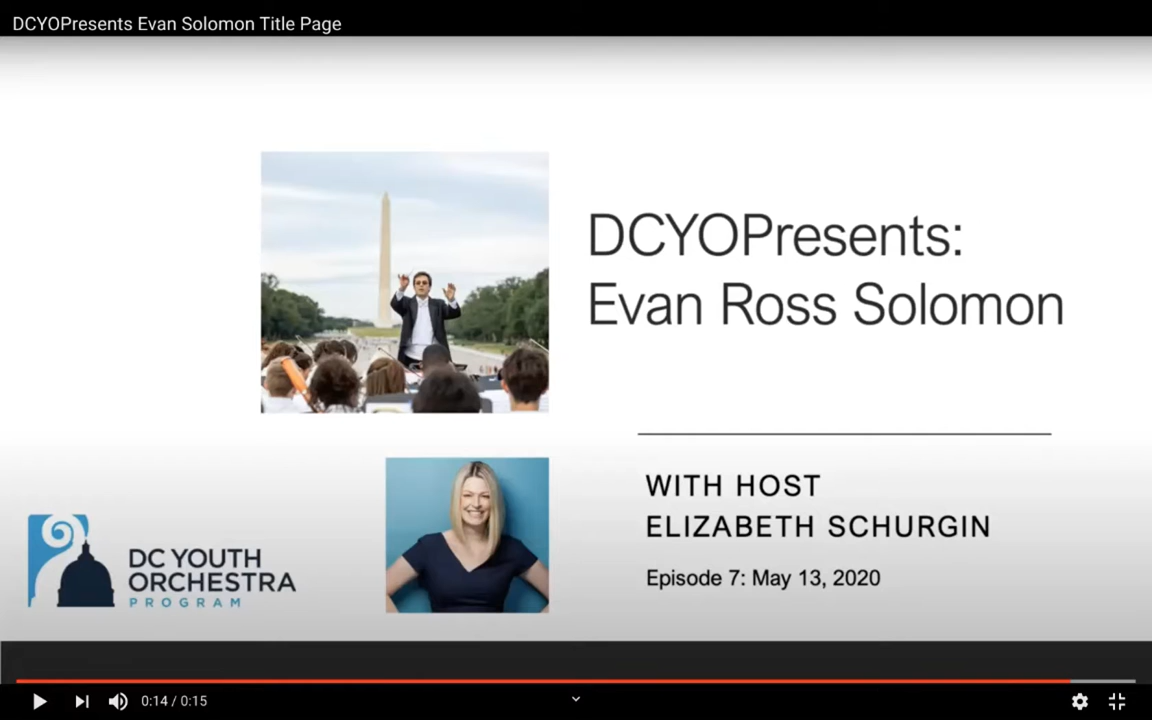 DCYOPresents Evan Solomon Title Page
DCYOPresents:
Evan Ross Solomon
WITH HOST
ELIZABETH SCHURGIN
Episode 7: May 13, 2020
DC YOUTH
ORCHESTRA
PROGRAM
0:14 / 0:15